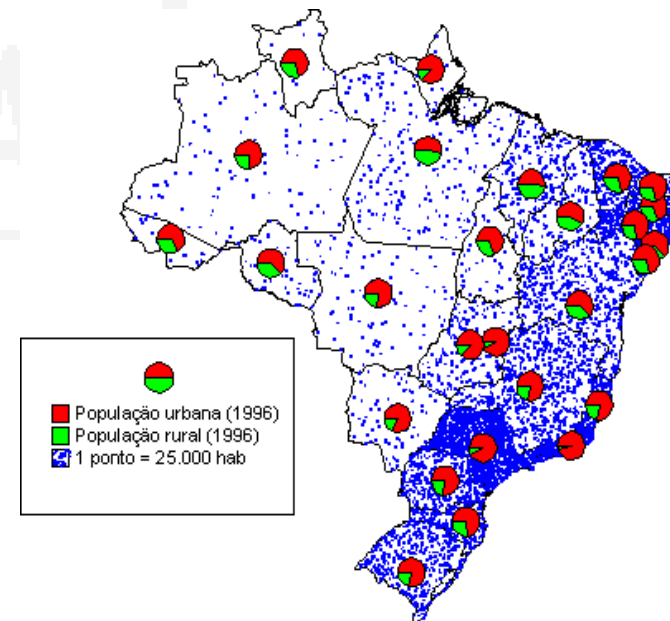 População urbana (1996)
População rural (1996)
1 ponto = 25.000 hab